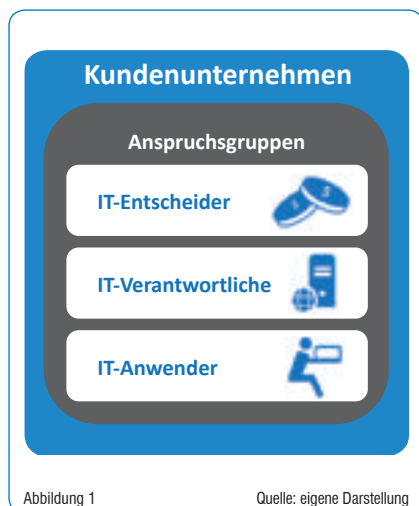 Kundenunternehmen
Anspruchsgruppen
IT-Entscheider
IT-Verantwortliche
IT-Anwender
Abbildung 1 Quelle: eigene Darstellung